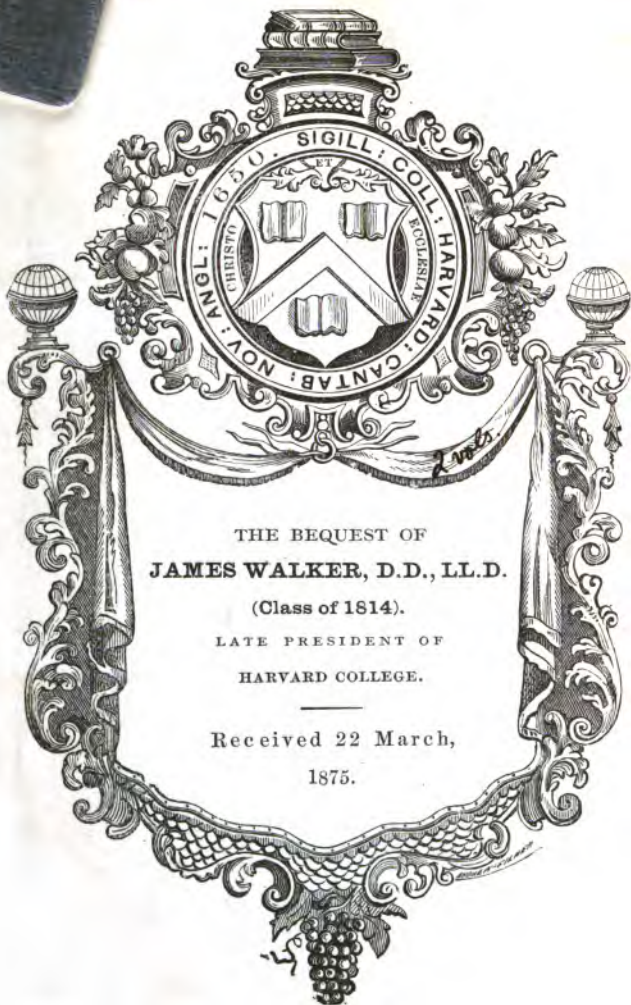 SIGILL: COLL: HARVARD: CANTAB: NOV: ANGL: 1650.
ET
CHRISTO
ECCLESIAE
2 vols.
THE BEQUEST OF
JAMES WALKER, D.D., LL.D.
(Class of 1814).
LATE PRESIDENT OF
HARVARD COLLEGE.
Received 22 March,
1875.